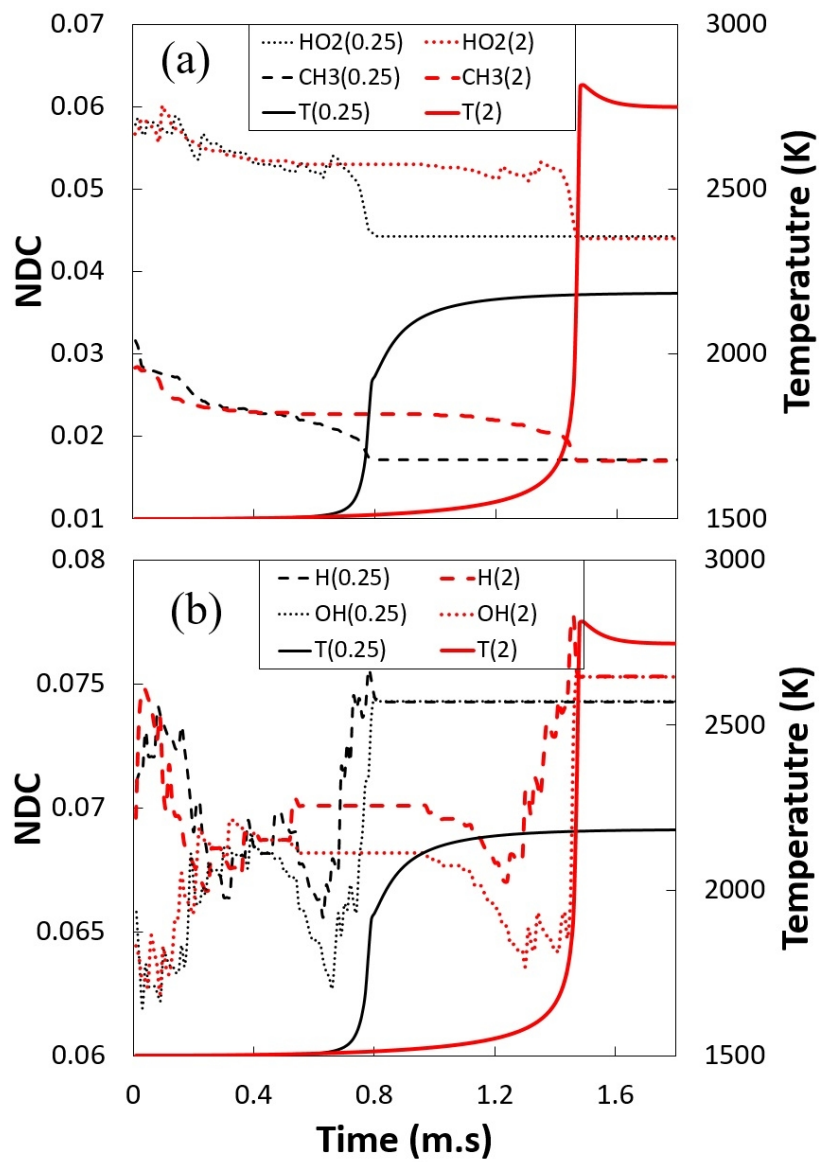 0.07
0.06
0.05
0.04
0.03
0.02
0.01
NDC
(a)
HO2(0.25) HO2(2)
CH3(0.25) CH3(2)
T(0.25) T(2)
3000
2500
2000
1500
Temperatutre (K)
0.08
0.075
0.07
0.065
0.06
NDC
(b)
H(0.25) H(2)
OH(0.25) OH(2)
T(0.25) T(2)
3000
2500
2000
1500
Temperatutre (K)
0 0.4 0.8 1.2 1.6
Time (m.s)